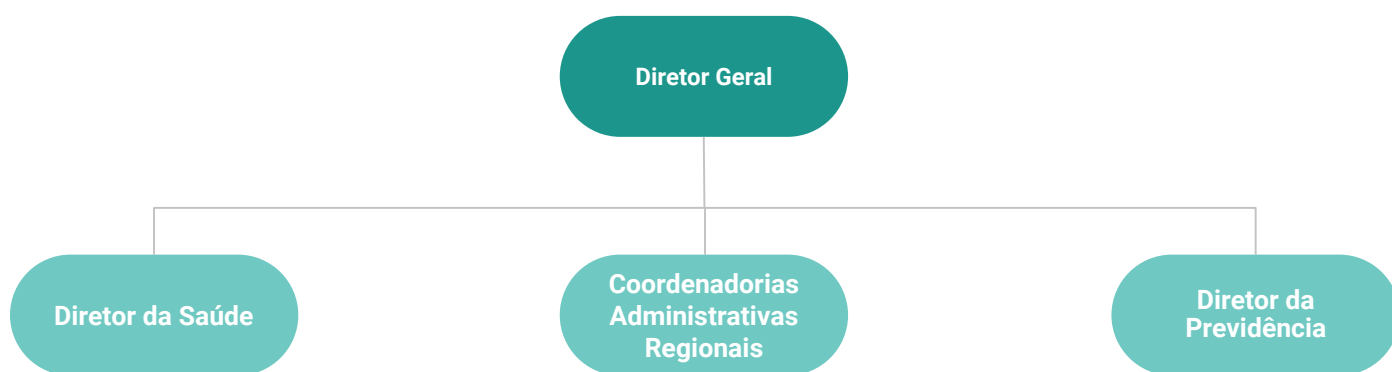 Diretor Geral
Diretor da Saúde
Coordenadorias
Administrativas
Regionais
Diretor da
Previdência